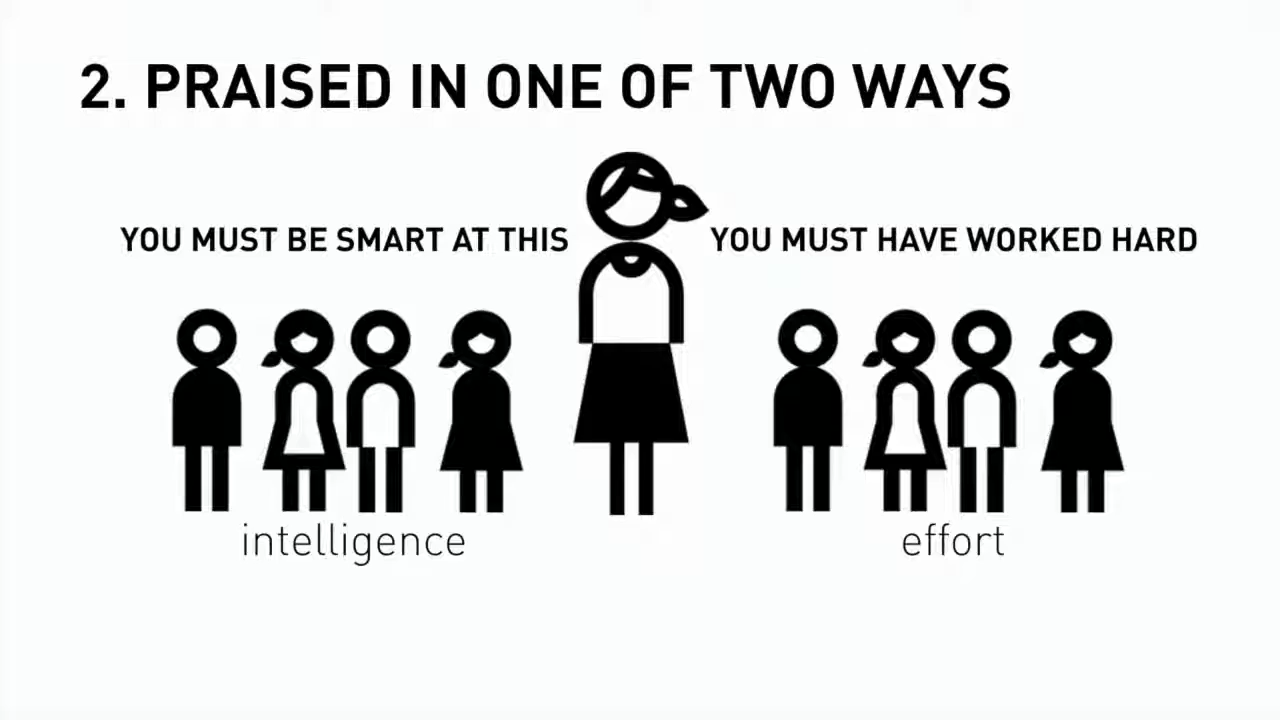 2. PRAISED IN ONE OF TWO WAYS
YOU MUST BE SMART AT THIS
YOU MUST HAVE WORKED HARD
intelligence
effort